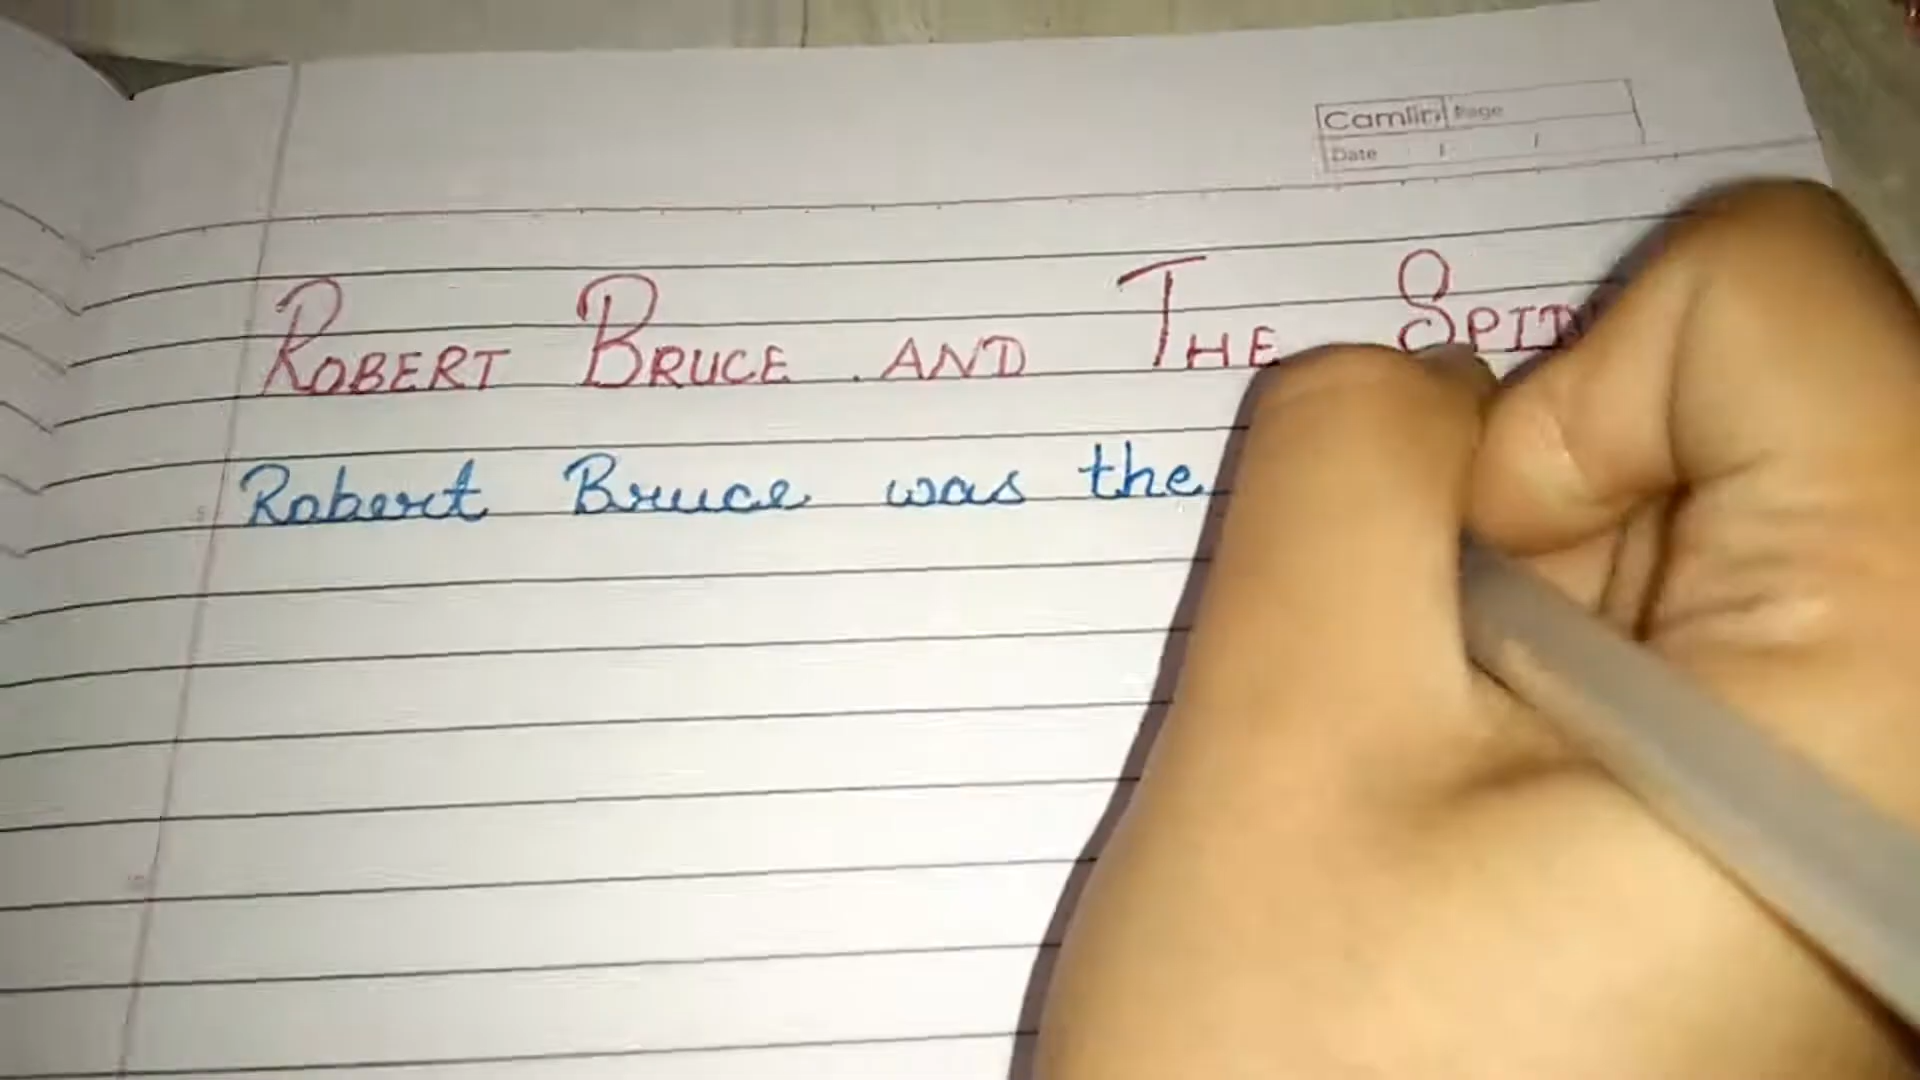 Camlin Page
Date / /
ROBERT BRUCE AND THE
Robert Bruce was the